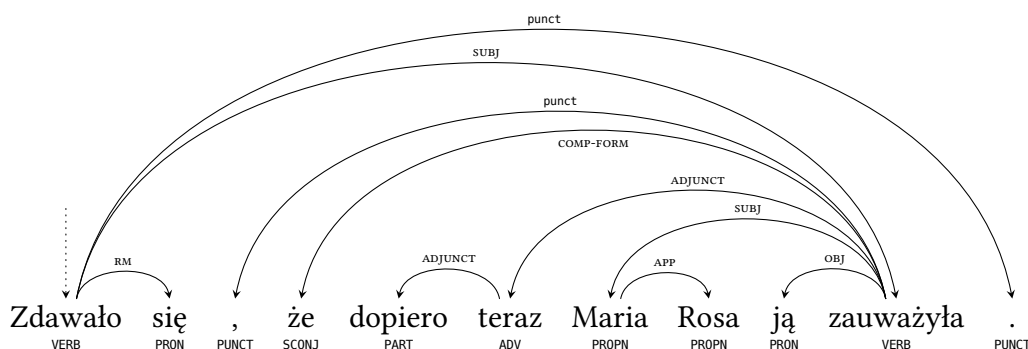 punct
SUBJ
punct
COMP-FORM
ADJUNCT
SUBJ
RM ADJUNCT APP OBJ
Zdawało się , że dopiero teraz Maria Rosa ją zauważyła .
VERB PRON PUNCT SCONJ PART ADV PROPN PROPN PRON VERB PUNCT